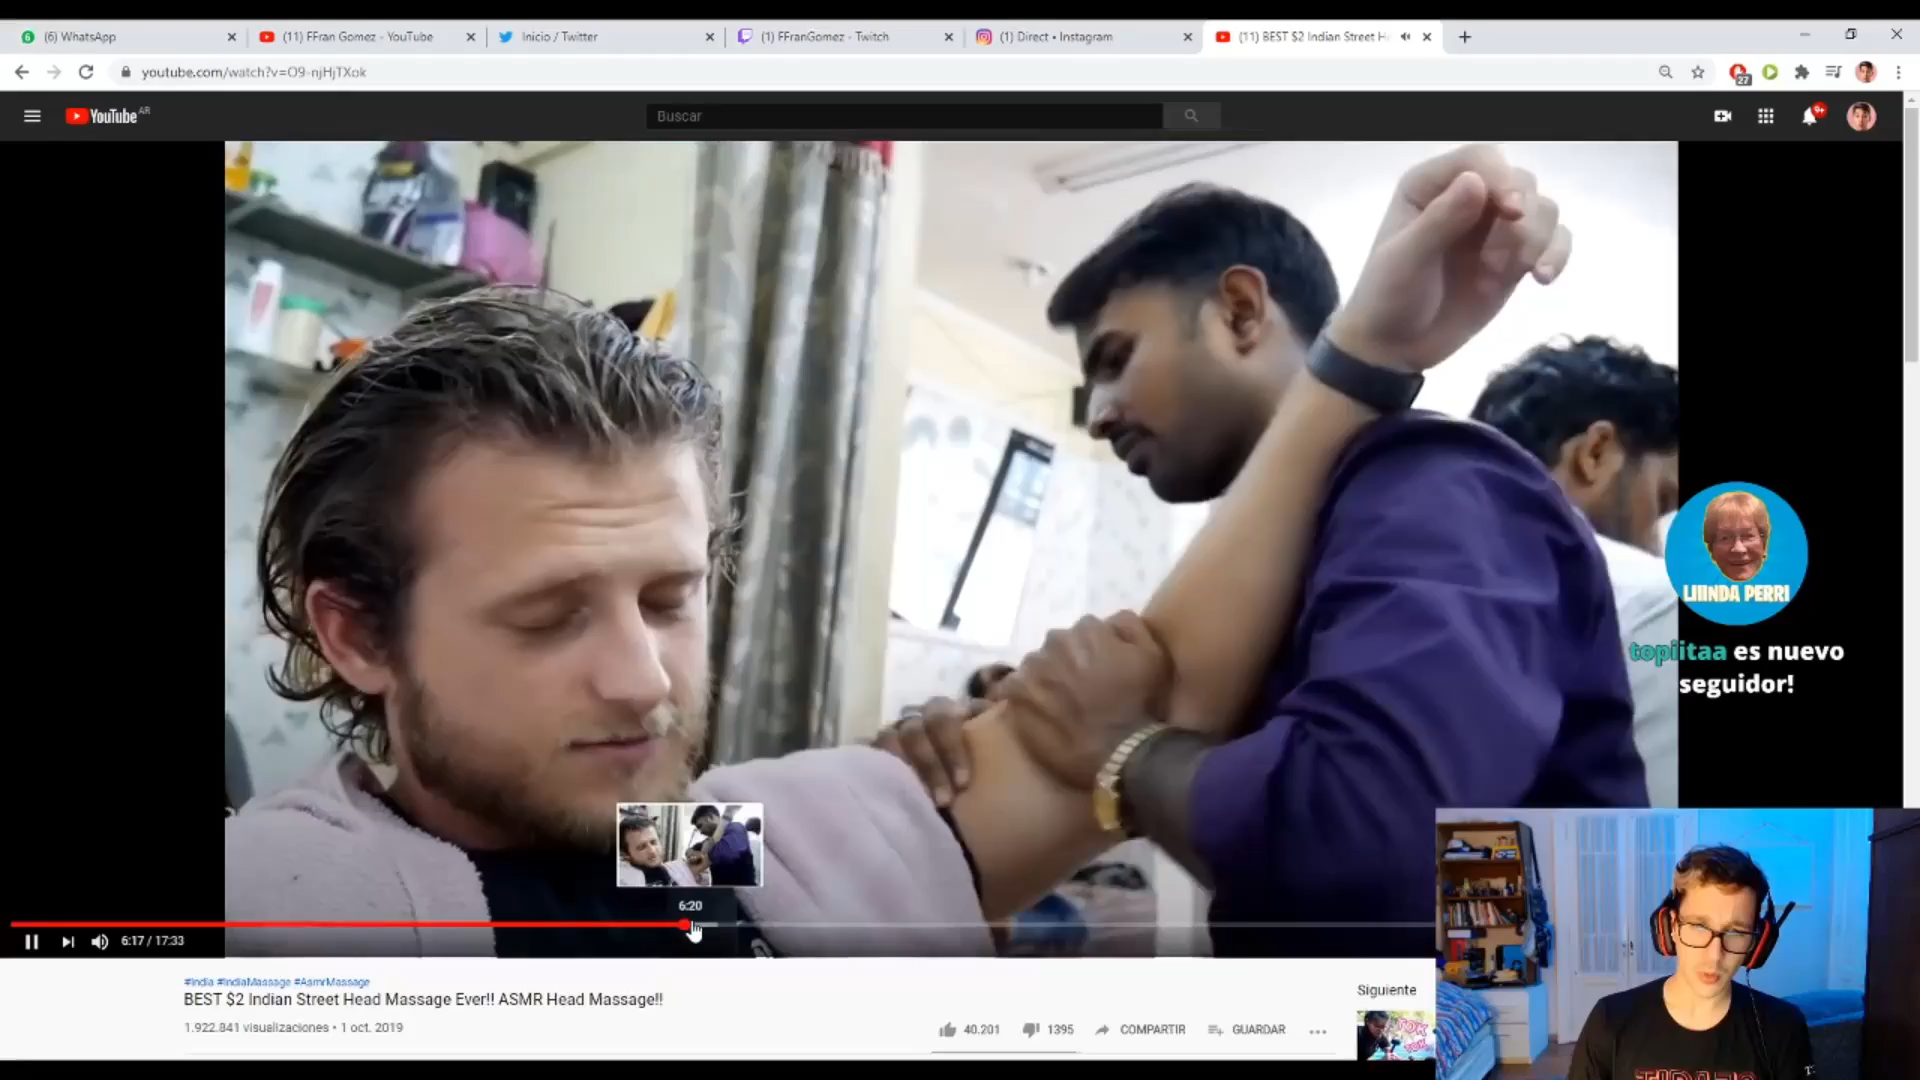 (6) WhatsApp
(11) FFran Gomez - YouTube
Inicio / Twitter
(1) FFranGomez - Twitch
(1) Direct • Instagram
(11) BEST $2 Indian Street H
youtube.com/watch?v=O9-njHjTXok
27
YouTube AR
Buscar
9+
LIIINDA PERRI
topiitaa es nuevo
seguidor!
6:20
6:17 / 17:33
#India #IndiaMassage #AsmrMassage
BEST $2 Indian Street Head Massage Ever!! ASMR Head Massage!!
1.922.841 visualizaciones • 1 oct. 2019
40.201
1395
COMPARTIR
GUARDAR
Siguiente